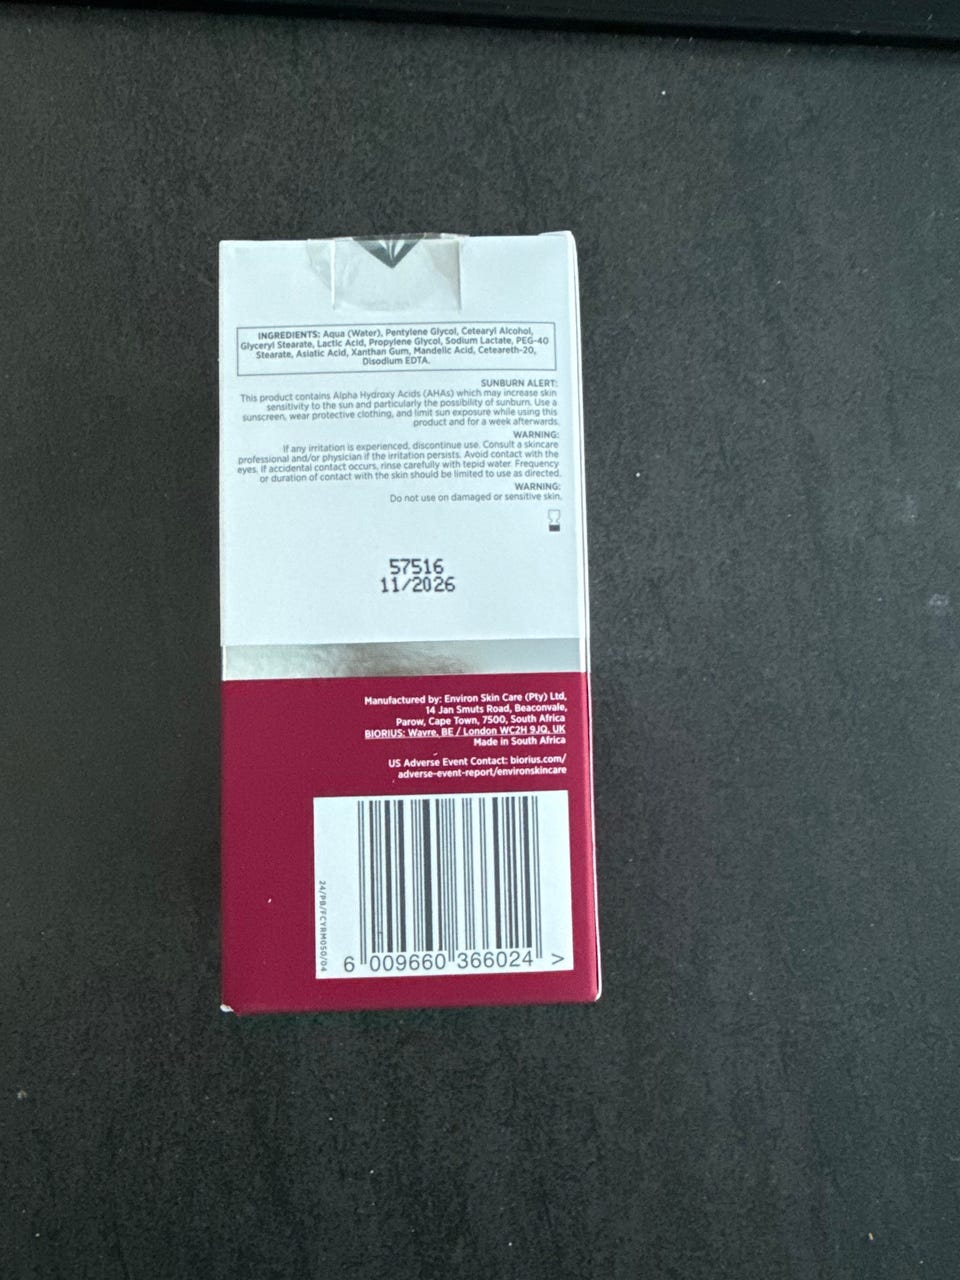 INGREDIENTS: Aqua (Water), Pentylene Glycol, Cetearyl Alcohol,
Glyceryl Stearate, Lactic Acid, Propylene Glycol, Sodium Lactate, PEG-40
Stearate, Asiatic Acid, Xanthan Gum, Mandelic Acid, Ceteareth-20,
Disodium EDTA.
SUNBURN ALERT:
This product contains Alpha Hydroxy Acids (AHAs) which may increase skin
sensitivity to the sun and particularly the possibility of sunburn. Use a
sunscreen, wear protective clothing, and limit sun exposure while using this
product and for a week afterwards.
WARNING:
If any irritation is experienced, discontinue use. Consult a skincare
professional and/or physician if the irritation persists. Avoid contact with the
eyes. If accidental contact occurs, rinse carefully with tepid water. Frequency
or duration of contact with the skin should be limited to use as directed.
WARNING:
Do not use on damaged or sensitive skin.
57516
11/2026
Manufactured by: Environ Skin Care (Pty) Ltd,
14 Jan Smuts Road, Beaconvale,
Parow, Cape Town, 7500, South Africa
BIORIUS: Wavre, BE / London WC2H 9JQ, UK
Made in South Africa
US Adverse Event Contact: biorius.com/
adverse-event-report/environskincare
24/PB/FCYRM050/04
6 009660 366024 >